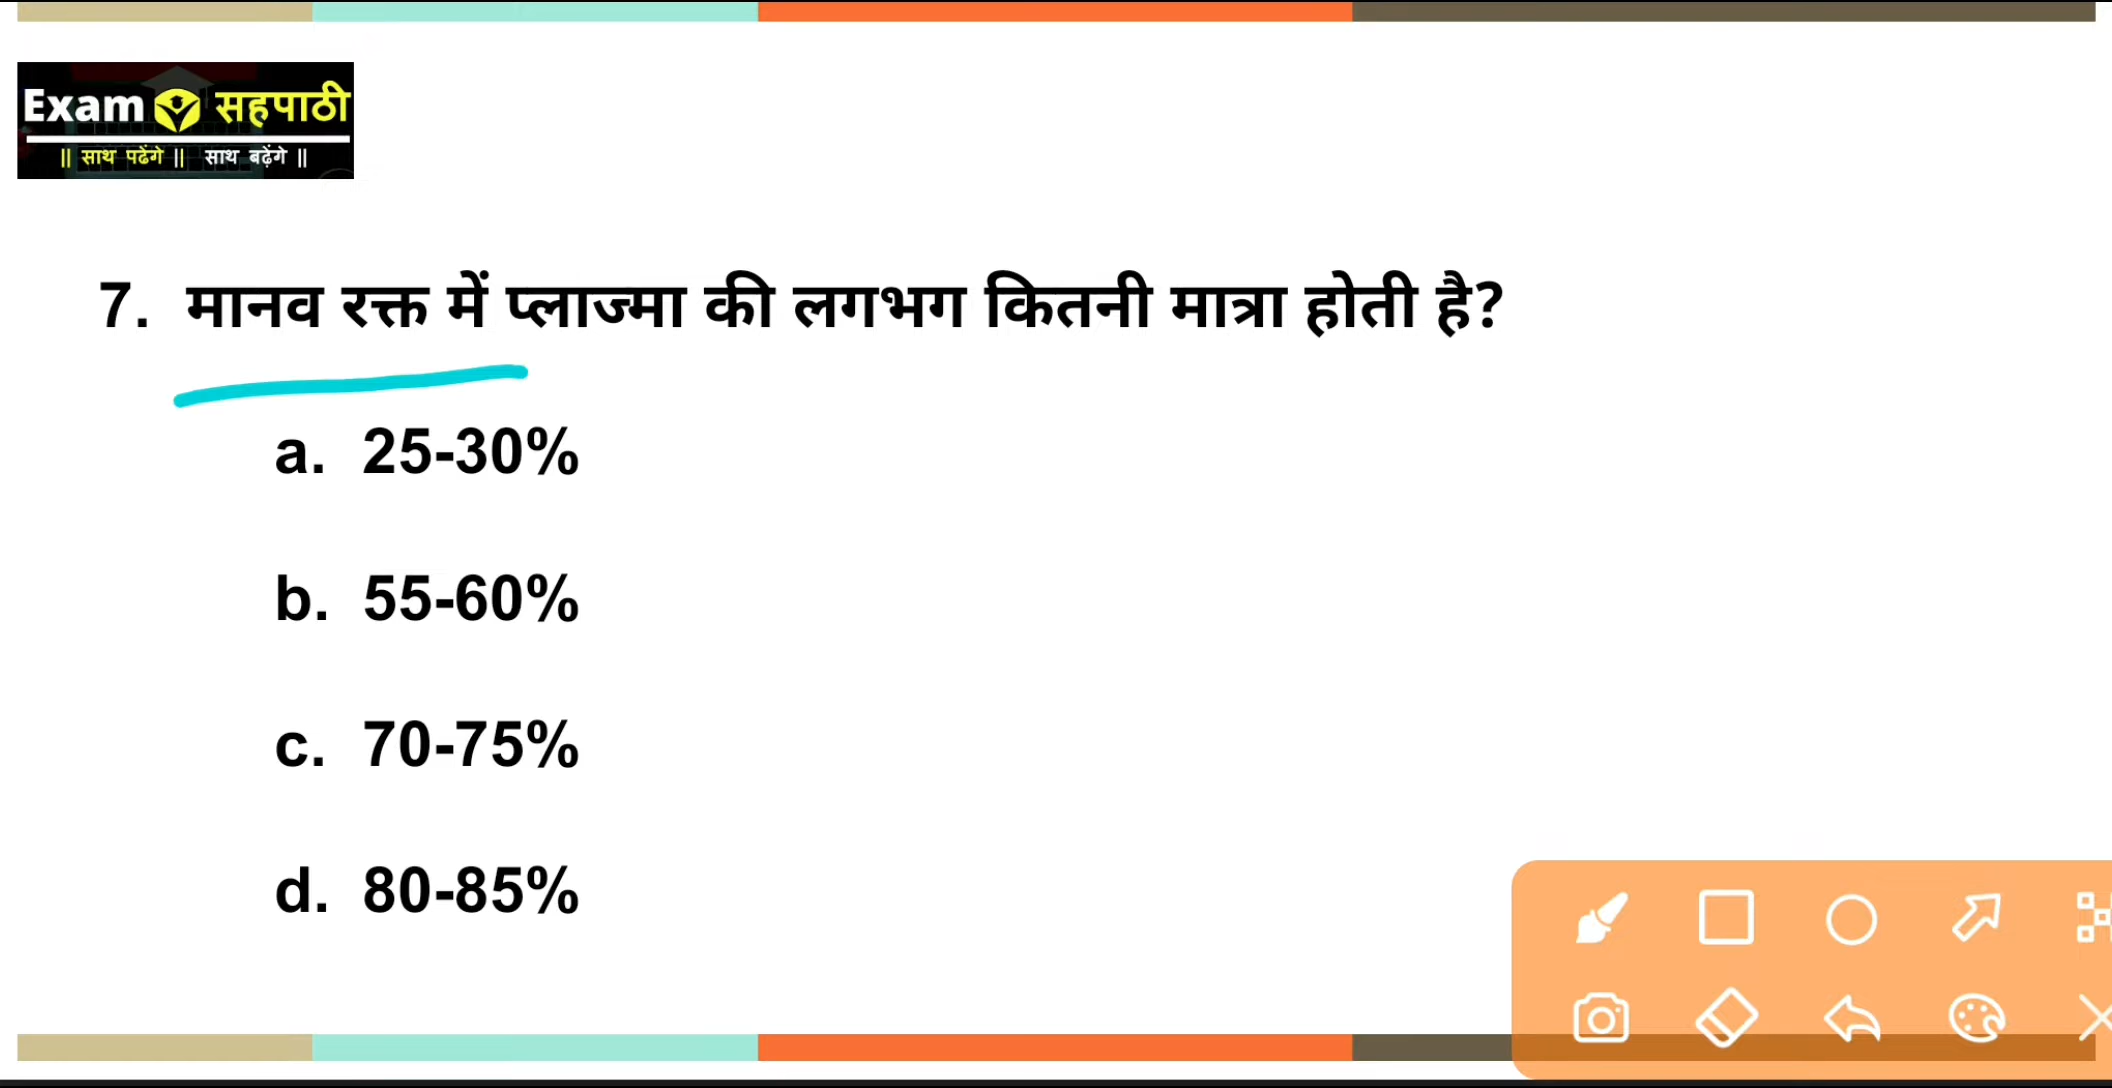 Exam सहपाठी
|| साथ पढेंगे || साथ बढ़ेंगे ||
7. मानव रक्त में प्लाज्मा की लगभग कितनी मात्रा होती है?
a. 25-30%
b. 55-60%
c. 70-75%
d. 80-85%